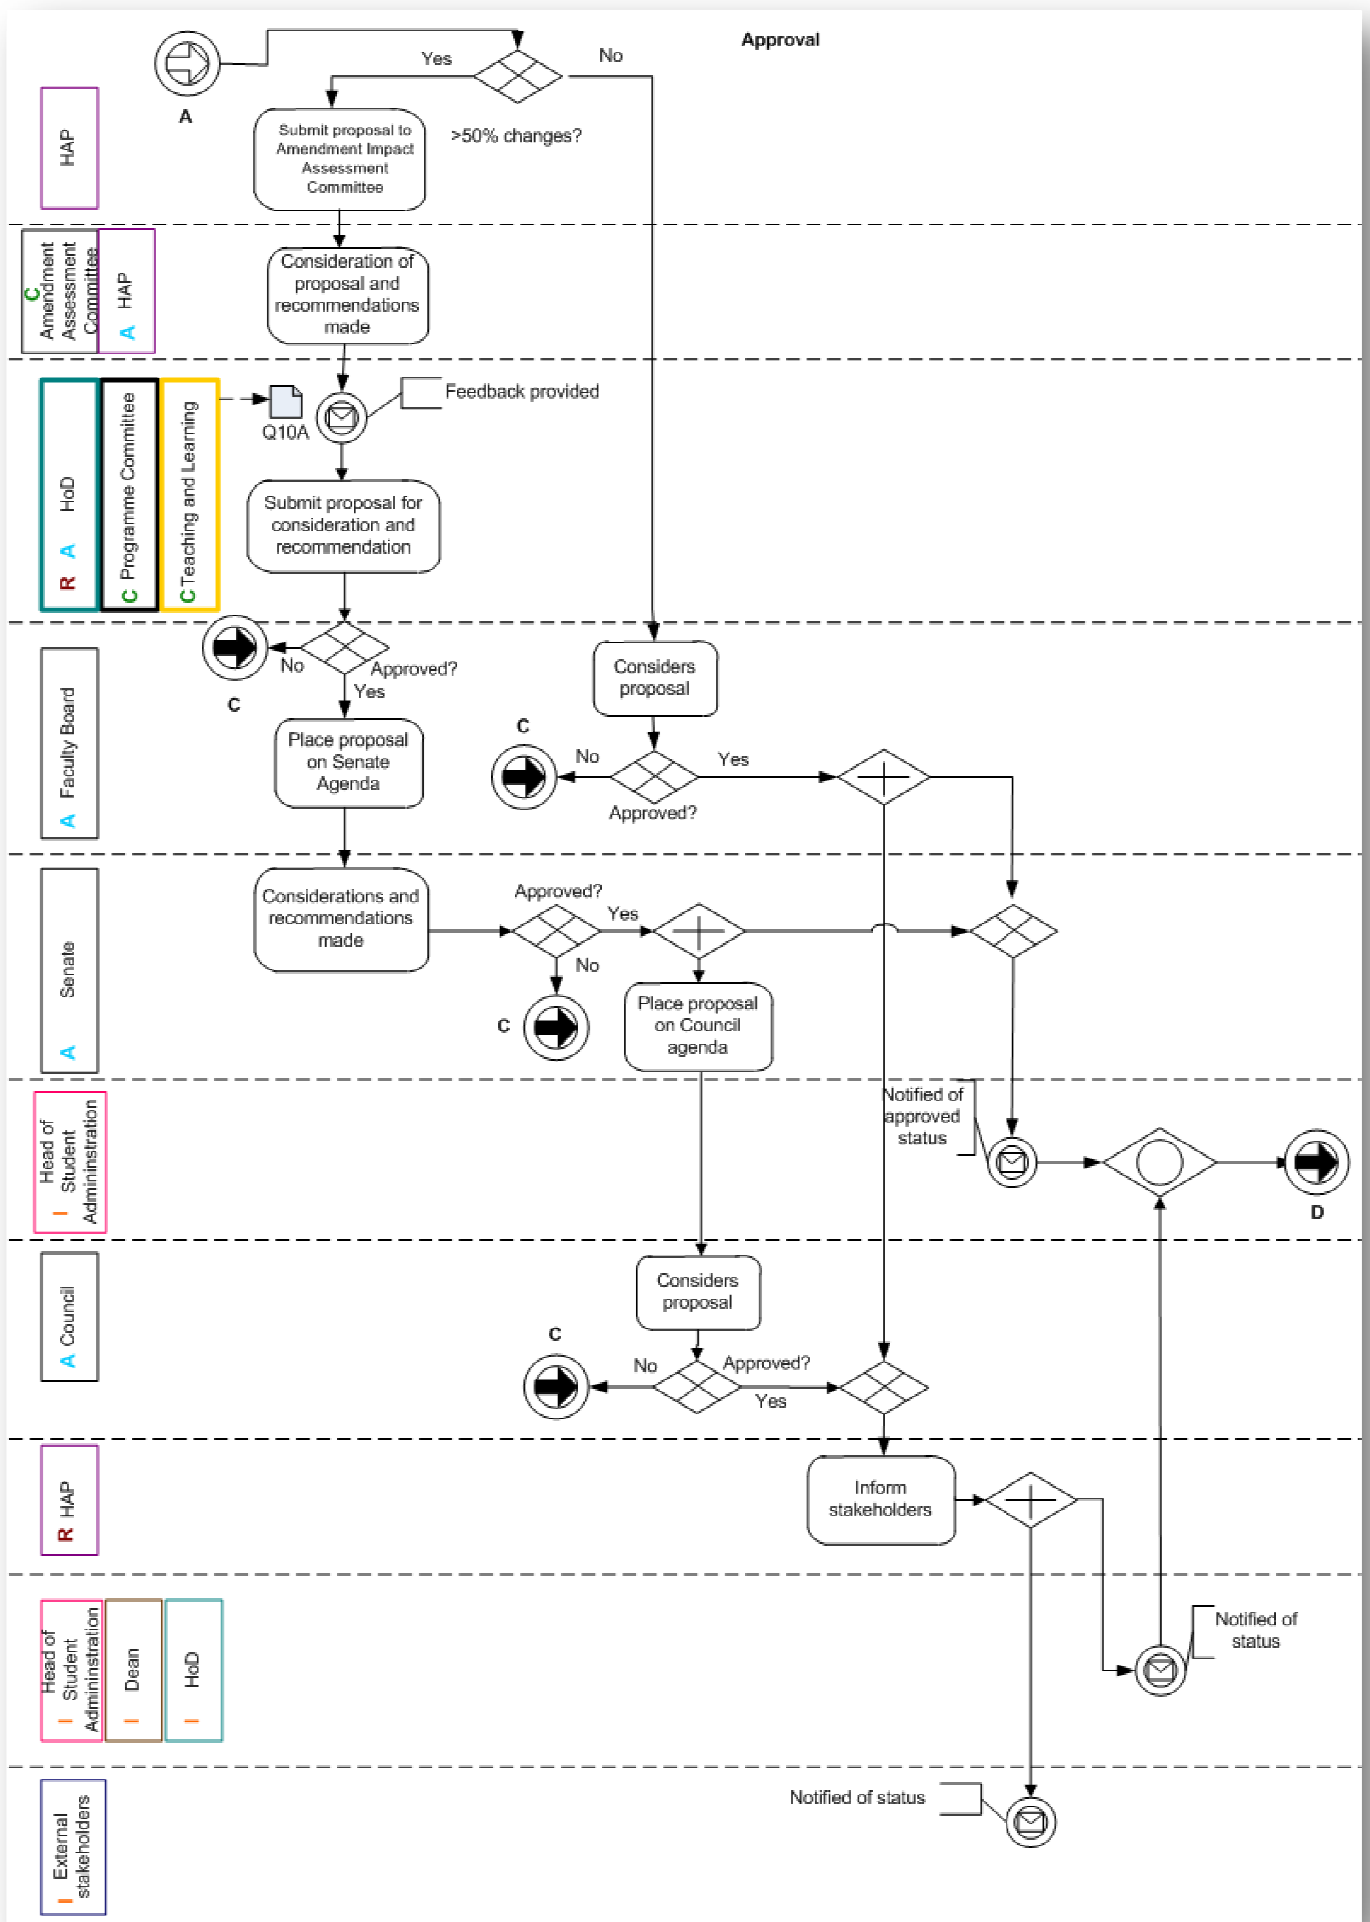 Approval
Yes
No
A
>50% changes?
HAP
Submit proposal to
Amendment Impact
Assessment
Committee
C
Amendment
Assessment
Committee
A HAP
Consideration of
proposal and
recommendations
made
R A HoD
C Programme Committee
C Teaching and Learning
Q10A
Feedback provided
Submit proposal for
consideration and
recommendation
A Faculty Board
No
Approved?
Yes
C
Place proposal
on Senate
Agenda
Considers
proposal
C
No
Yes
Approved?
A Senate
Considerations and
recommendations
made
Approved?
Yes
No
C
Place proposal
on Council
agenda
Head of
I Student
Admininstration
Notified of
approved
status
D
A Council
Considers
proposal
C
No
Approved?
Yes
R HAP
Inform
stakeholders
Head of
I Student
Admininstration
I Dean
I HoD
Notified of
status
I External
stakeholders
Notified of status